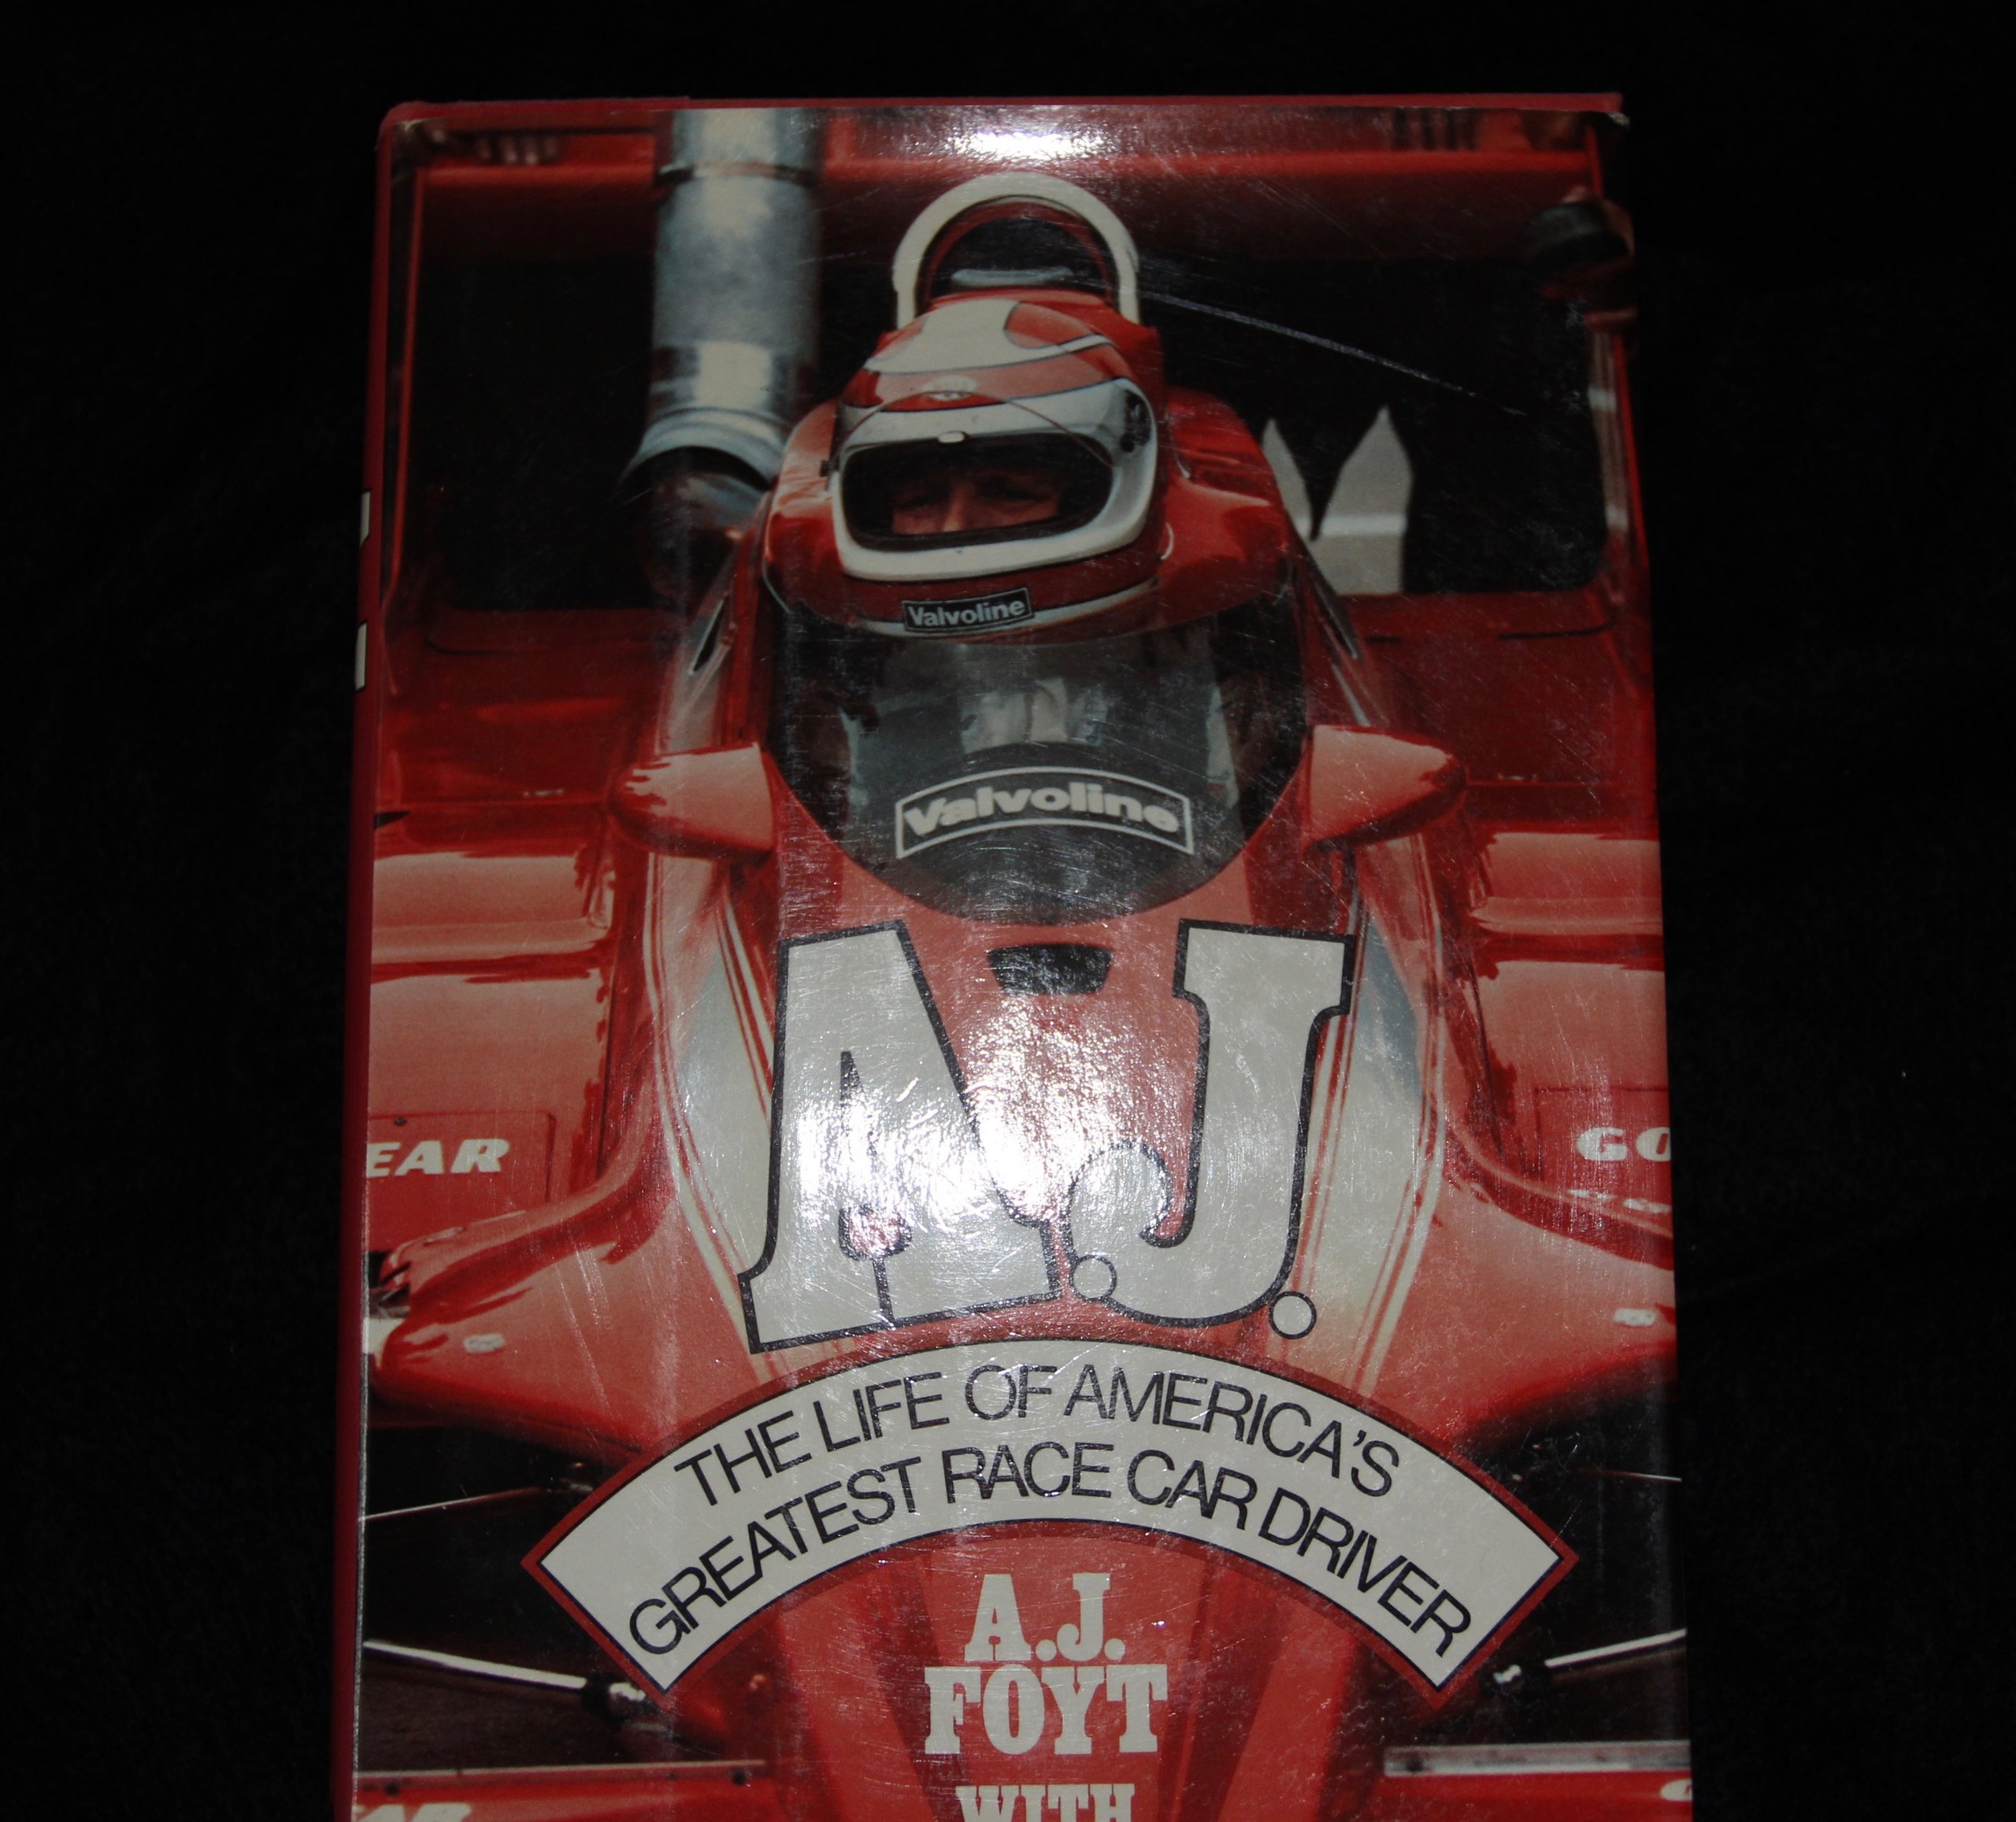 Valvoline
Valvoline
A.J.
EAR
GO
THE LIFE OF AMERICA'S
GREATEST RACE CAR DRIVER
A.J.
FOYT
WITH